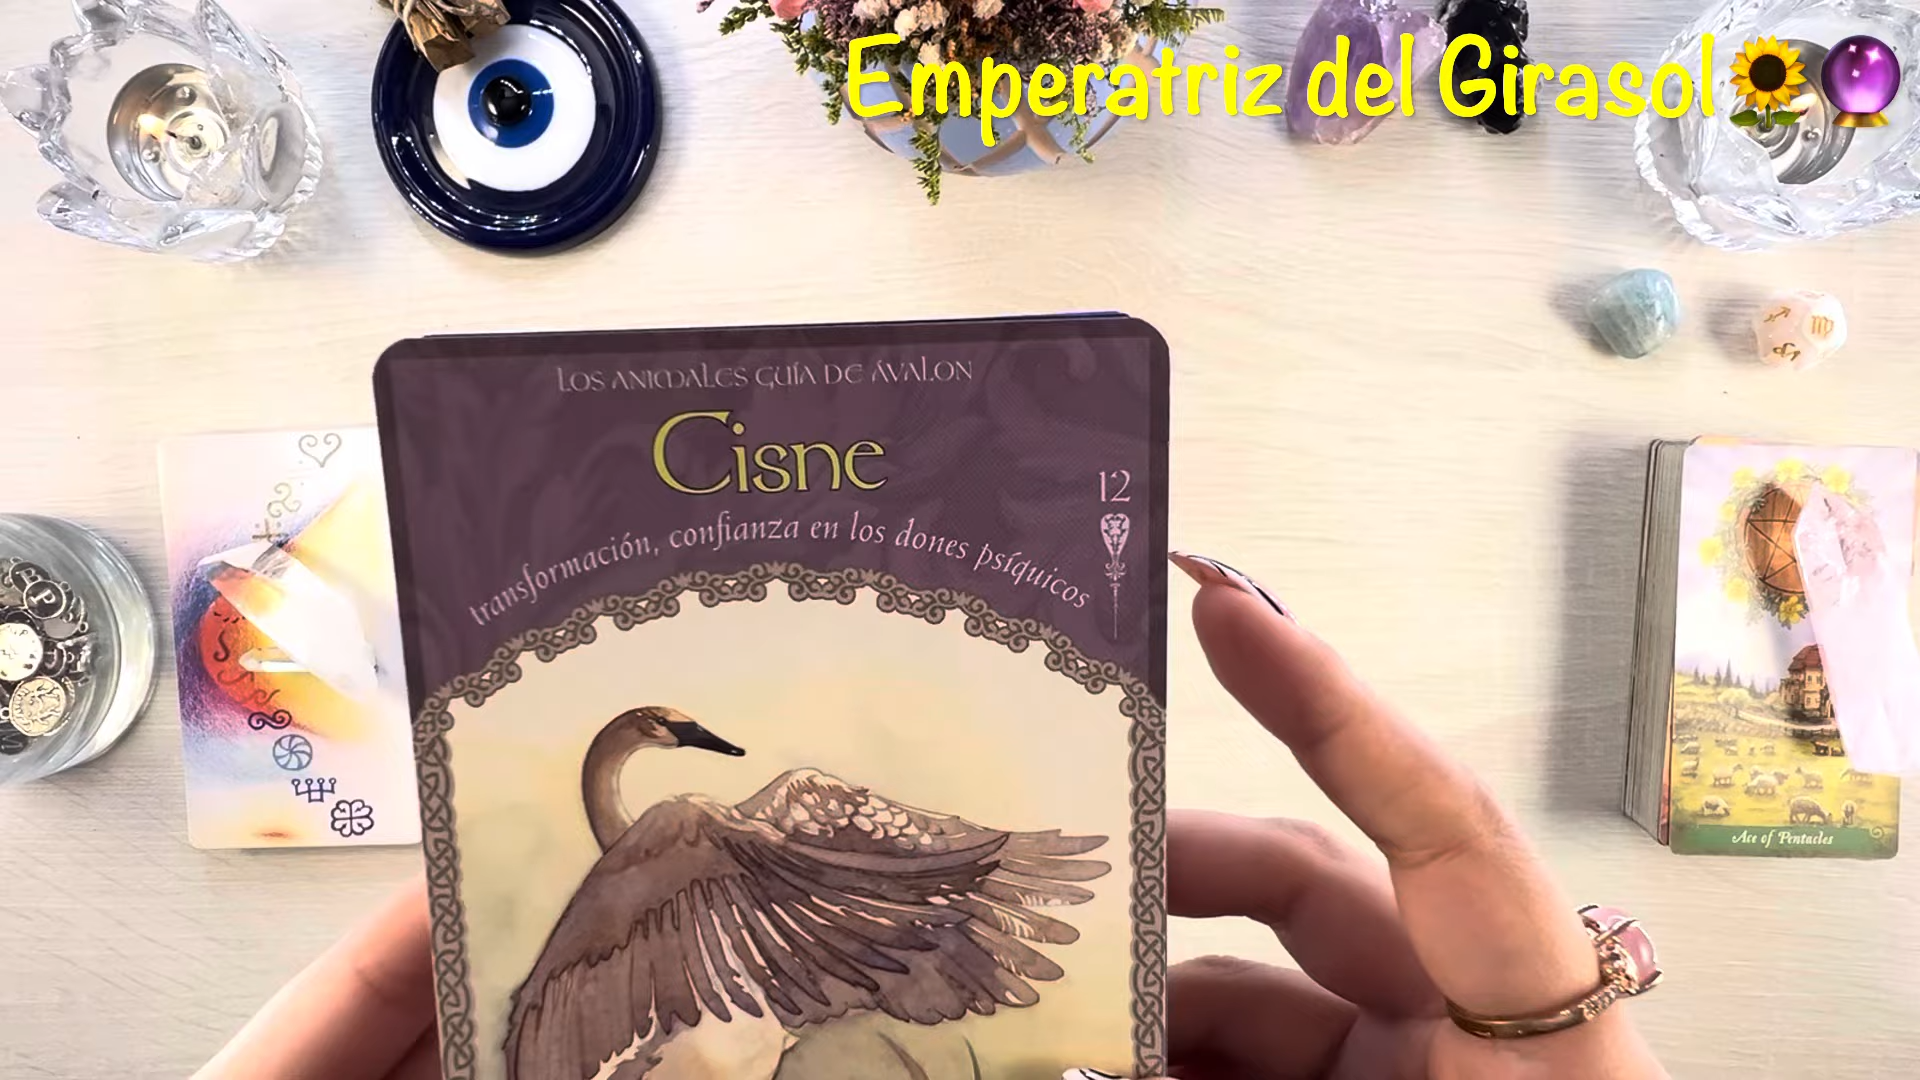 Emperatriz del Girasol
LOS ANIMALES GUÍA DE ÁVALON
Cisne
12
transformación, confianza en los dones psíquicos
Ace of Pentacles